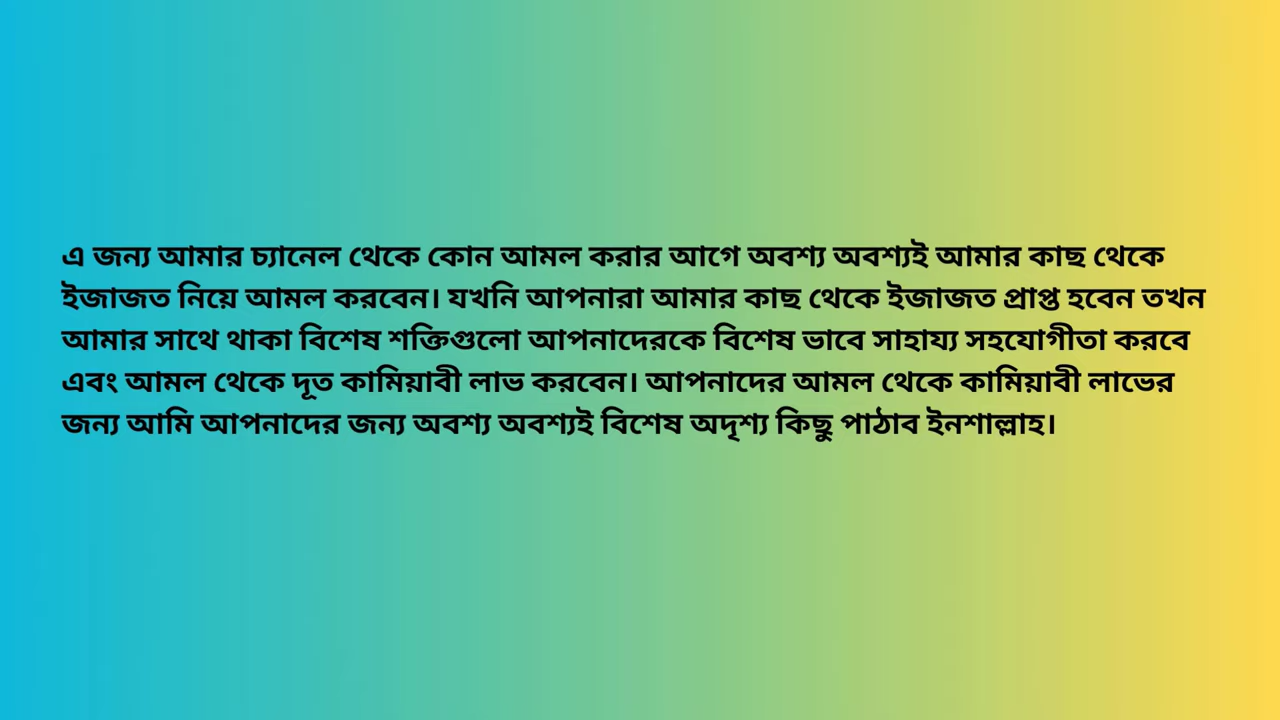 এ জন্য আমার চ্যানেল থেকে কোন আমল করার আগে অবশ্য অবশ্যই আমার কাছ থেকে
ইজাজত নিয়ে আমল করবেন। যখনি আপনারা আমার কাছ থেকে ইজাজত প্রাপ্ত হবেন তখন
আমার সাথে থাকা বিশেষ শক্তিগুলো আপনাদেরকে বিশেষ ভাবে সাহায্য সহযোগীতা করবে
এবং আমল থেকে দূত কামিয়াবী লাভ করবেন। আপনাদের আমল থেকে কামিয়াবী লাভের
জন্য আমি আপনাদের জন্য অবশ্য অবশ্যই বিশেষ অদৃশ্য কিছু পাঠাব ইনশাল্লাহ।